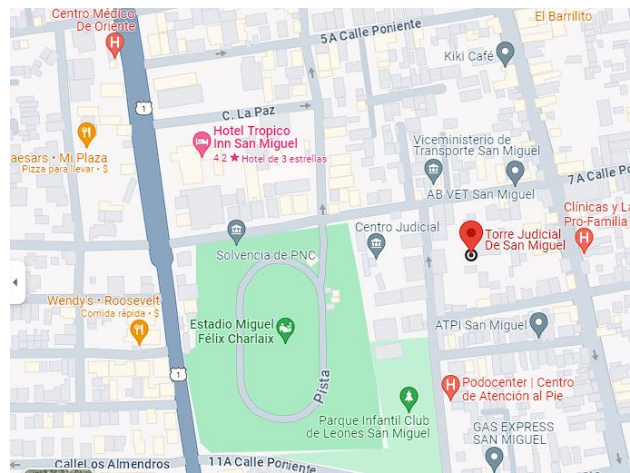 Centro Médico
De Oriente
H
1
5A Calle Poniente
El Barrilito
Kiki Café
C. La Paz
Hotel Tropico
Inn San Miguel
4.2 ★ Hotel de 3 estrellas
aesars • Mi Plaza
Pizza para llevar • $
Viceministerio de
Transporte San Miguel
AB VET San Miguel
7A Calle
Clínicas y La
Pro-Familia
H
Torre Judicial
De San Miguel
Centro Judicial
Solvencia de PNC
Wendy's • Roosevelt
Comida rápida • $
Estadio Miguel
Félix Charlaix
Pista
ATPI San Miguel
1
H
Podocenter | Centro
de Atención al Pie
Parque Infantil Club
de Leones San Miguel
GAS EXPRESS
SAN MIGUEL
Calle Los Almendros
11A Calle Poniente